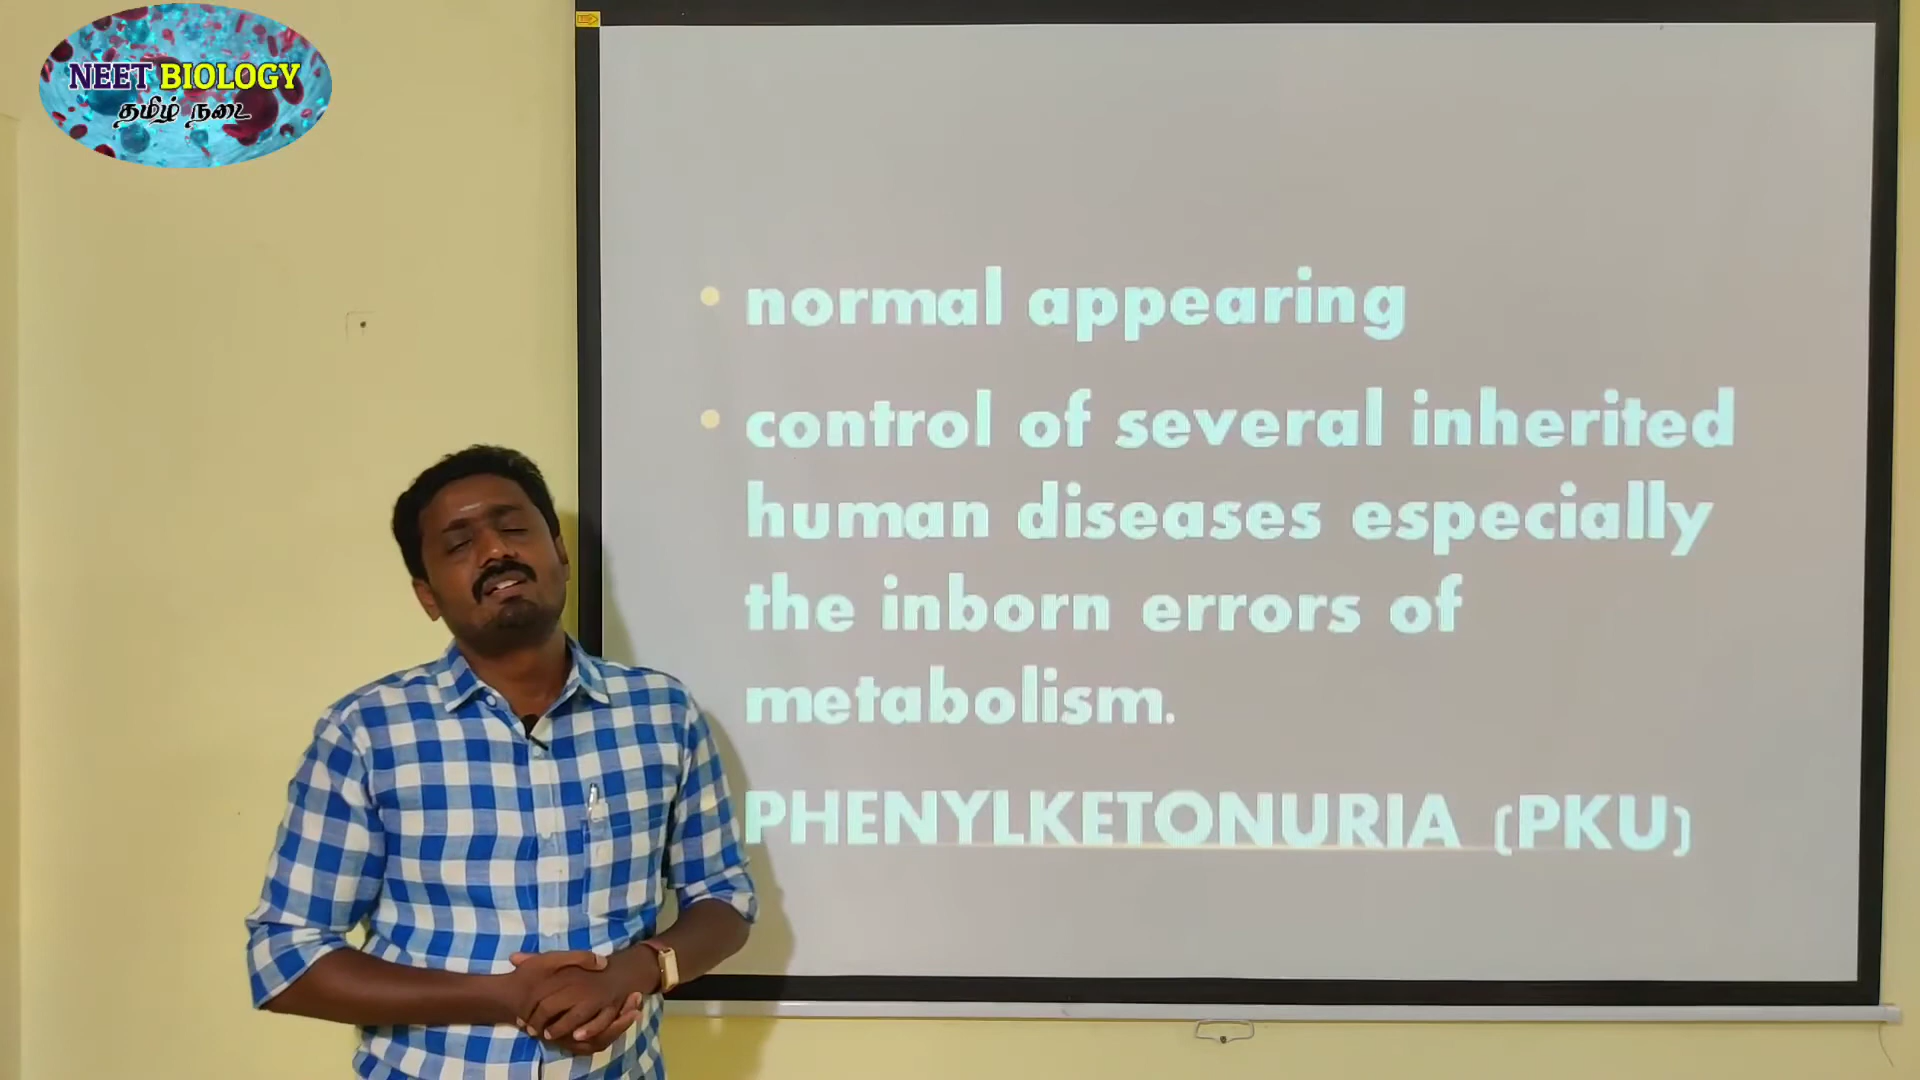 NEET BIOLOGY
தமிழ் நடை
normal appearing
control of several inherited
human diseases especially
the inborn errors of
metabolism.
PHENYLKETONURIA (PKU)